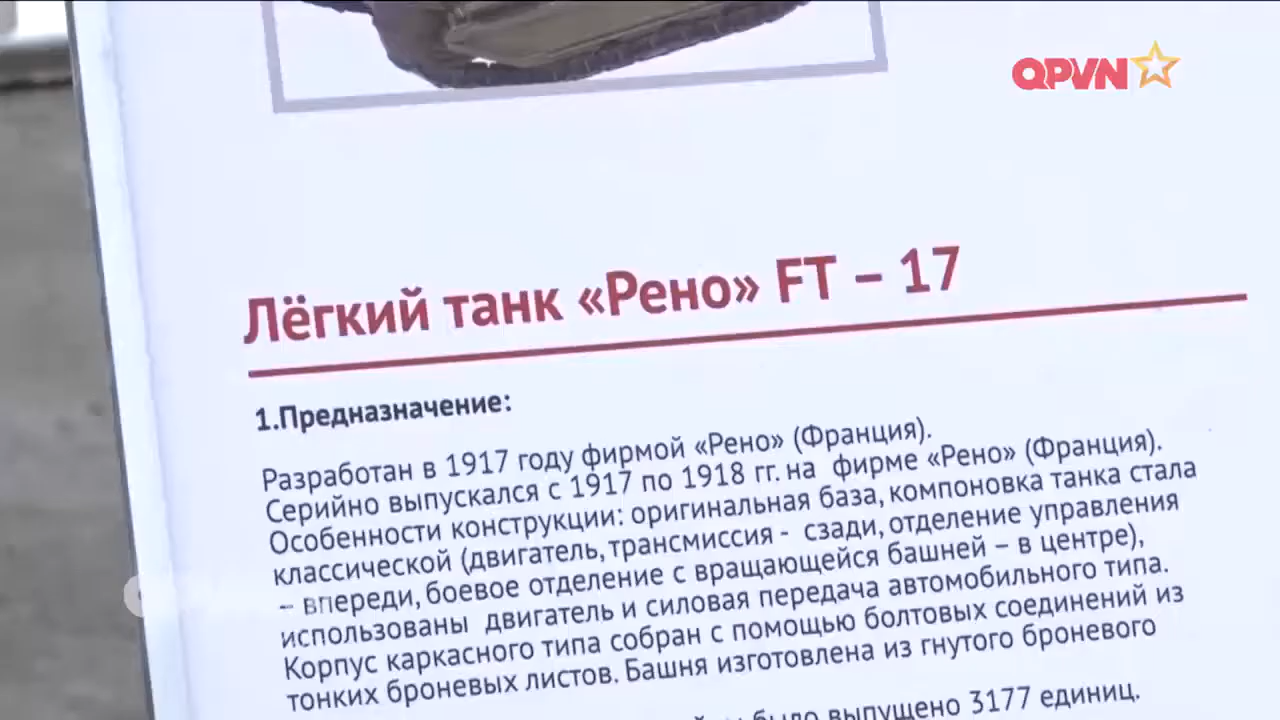 QPVN
Лёгкий танк «Рено» FT – 17
1.Предназначение:
Разработан в 1917 году фирмой «Рено» (Франция).
Серийно выпускался с 1917 по 1918 гг. на фирме «Рено» (Франция).
Особенности конструкции: оригинальная база, компоновка танка стала
классической (двигатель, трансмиссия - сзади, отделение управления
– впереди, боевое отделение с вращающейся башней – в центре),
использованы двигатель и силовая передача автомобильного типа.
Корпус каркасного типа собран с помощью болтовых соединений из
тонких броневых листов. Башня изготовлена из гнутого броневого
было выпущено 3177 единиц.